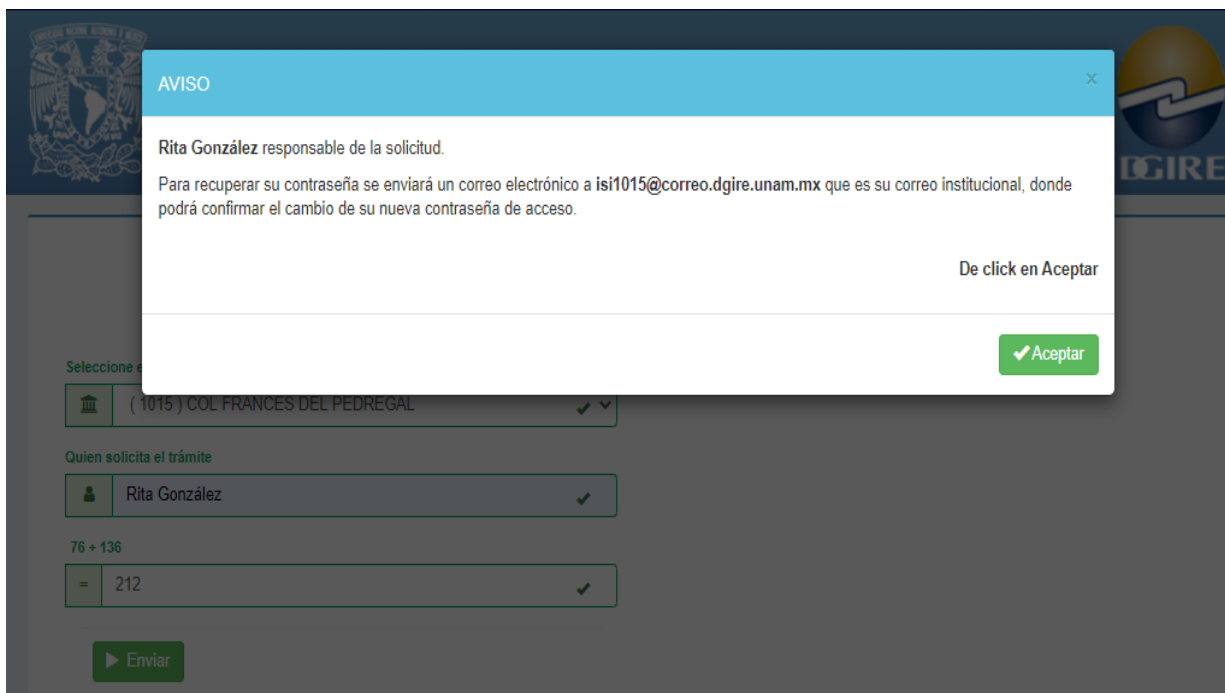 AVISO
x
Rita González responsable de la solicitud.
Para recuperar su contraseña se enviará un correo electrónico a isi1015@correo.dgire.unam.mx que es su correo institucional, donde
podrá confirmar el cambio de su nueva contraseña de acceso.
De click en Aceptar
Aceptar
DGIRE
Seleccione
( 1015 ) COL FRANCES DEL PEDREGAL
Quien solicita el trámite
Rita González
76 + 136
= 212
Enviar